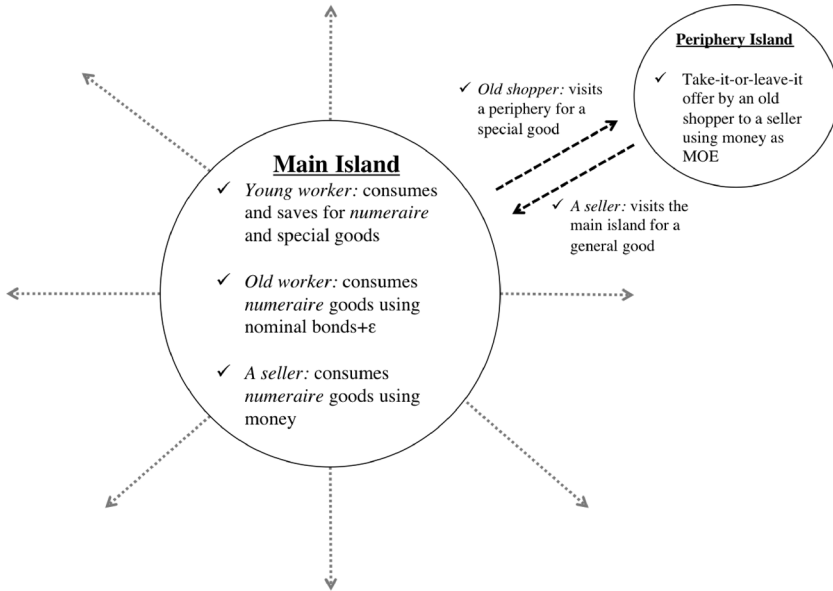 Periphery Island
✓ Take-it-or-leave-it
offer by an old
shopper to a seller
using money as
MOE
✓ Old shopper: visits
a periphery for a
special good
✓ A seller: visits the
main island for a
general good
Main Island
✓ Young worker: consumes
and saves for numeraire
and special goods
✓ Old worker: consumes
numeraire goods using
nominal bonds+ε
✓ A seller: consumes
numeraire goods using
money